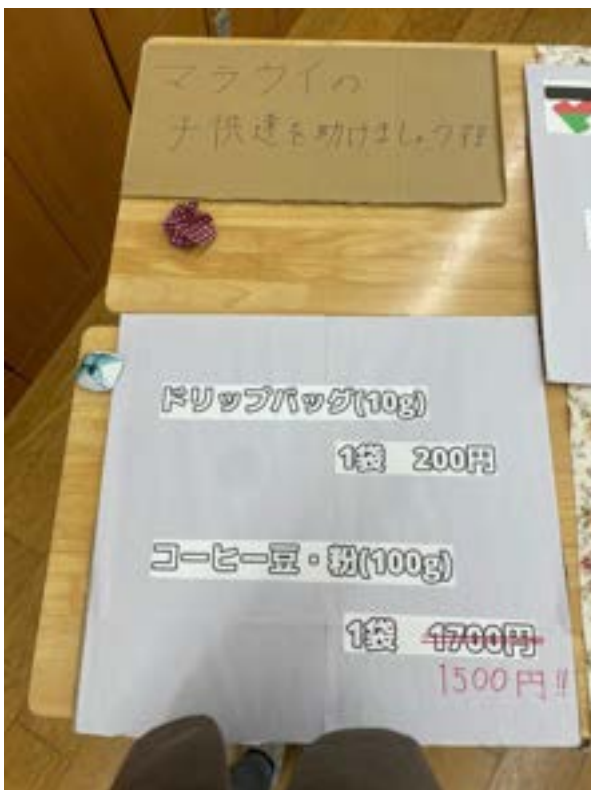 マラウイの
子供達を助けましょう!!!
ドリップバッグ(10g)
1袋 200円
コーヒー豆・粉(100g)
1袋 1700円
1500円!!